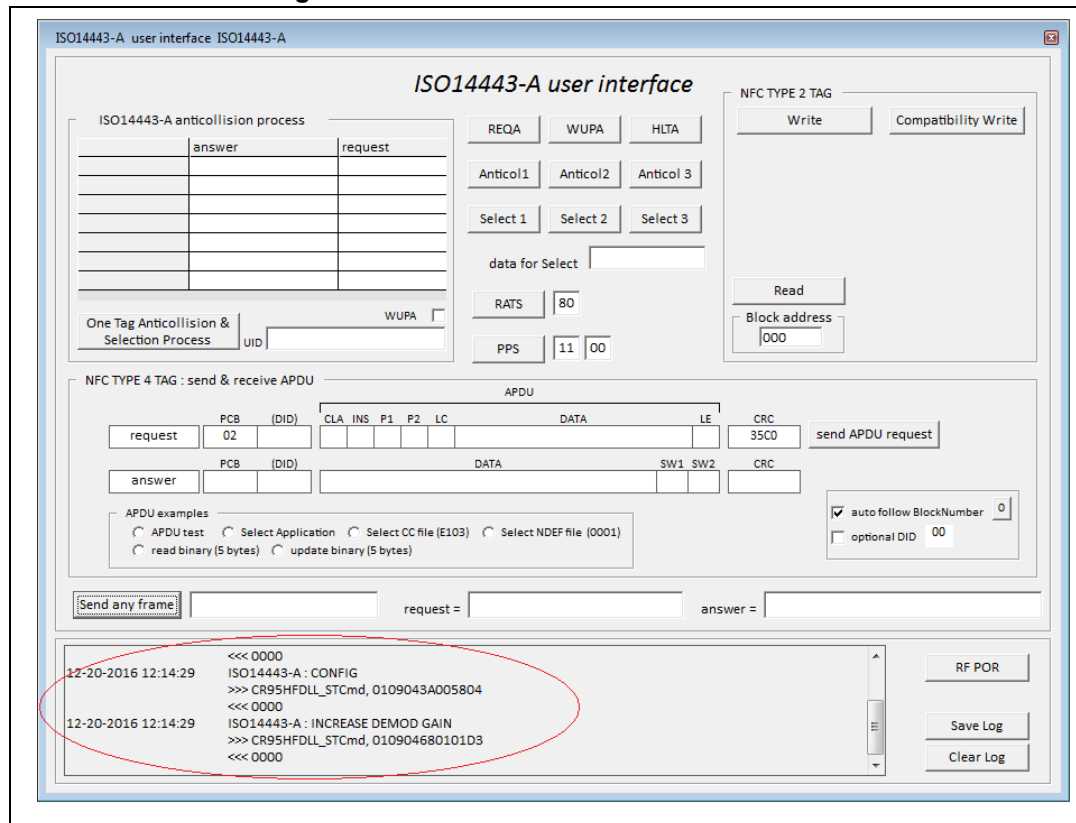 ISO14443-A user interface ISO14443-A
ISO14443-A user interface
ISO14443-A anticollision process
answer request
One Tag Anticollision &
Selection Process
WUPA
UID
REQA WUPA HLTA
Anticol1 Anticol2 Anticol 3
Select 1 Select 2 Select 3
data for Select
RATS 80
PPS 11 00
NFC TYPE 2 TAG
Write Compatibility Write
Read
Block address
000
NFC TYPE 4 TAG : send & receive APDU
APDU
PCB (DID) CLA INS P1 P2 LC DATA LE CRC
request 02 35C0 send APDU request
PCB (DID) DATA SW1 SW2 CRC
answer
APDU examples
APDU test Select Application Select CC file (E103) Select NDEF file (0001)
read binary (5 bytes) update binary (5 bytes)
auto follow BlockNumber 0
optional DID 00
Send any frame request = answer =
<<< 0000
12-20-2016 12:14:29 ISO14443-A : CONFIG
>>> CR95HFDLL_STCmd, 0109043A005804
<<< 0000
12-20-2016 12:14:29 ISO14443-A : INCREASE DEMOD GAIN
>>> CR95HFDLL_STCmd, 010904680101D3
<<< 0000
RF POR
Save Log
Clear Log